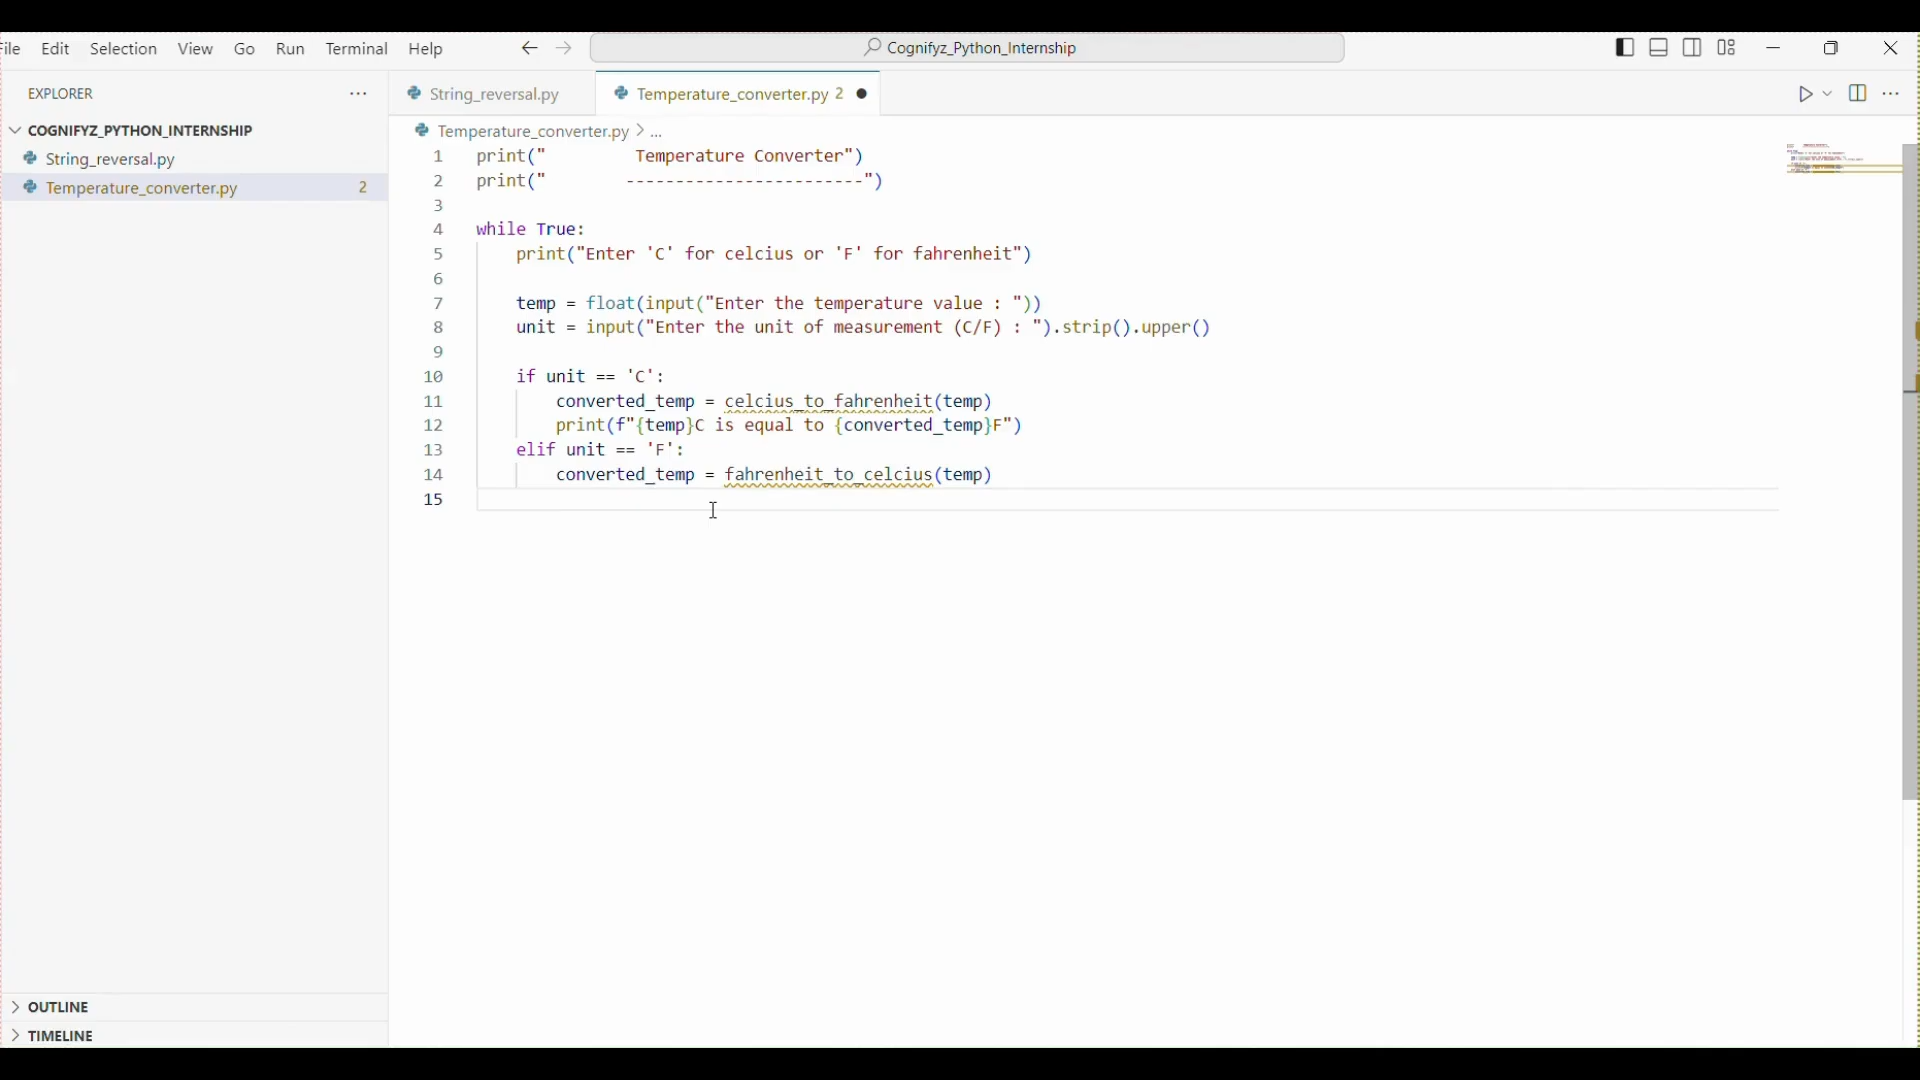 File Edit Selection View Go Run Terminal Help Cognifyz_Python_Internship
EXPLORER
COGNIFYZ_PYTHON_INTERNSHIP
String_reversal.py
Temperature_converter.py 2
OUTLINE
TIMELINE
String_reversal.py Temperature_converter.py 2
Temperature_converter.py > ...
1 print("         Temperature Converter")
2 print("        ------------------------")
3
4 while True:
5     print("Enter 'C' for celcius or 'F' for fahrenheit")
6
7     temp = float(input("Enter the temperature value : "))
8     unit = input("Enter the unit of measurement (C/F) : ").strip().upper()
9
10     if unit == 'C':
11         converted_temp = celcius_to_fahrenheit(temp)
12         print(f"{temp}C is equal to {converted_temp}F")
13     elif unit == 'F':
14         converted_temp = fahrenheit_to_celcius(temp)
15